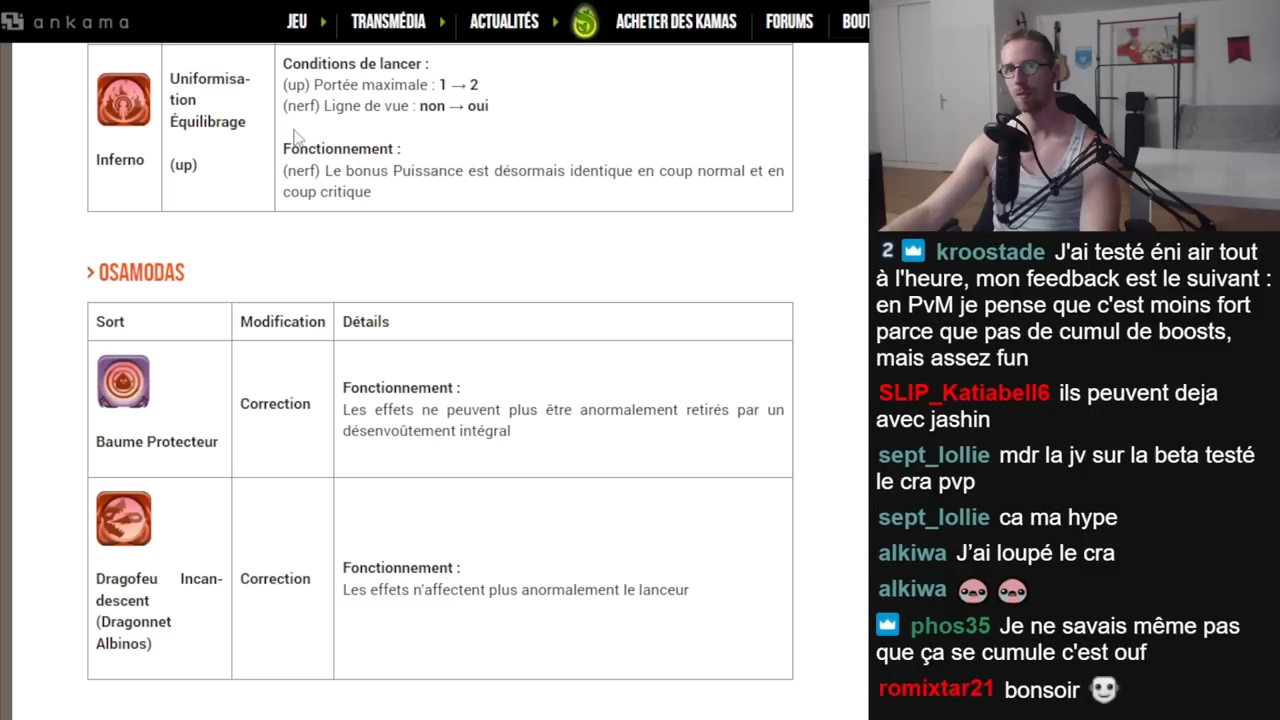 ankama
JEU
TRANSMÉDIA
ACTUALITÉS
ACHETER DES KAMAS
FORUMS
BOUT
Inferno
Uniformisa-
tion
Équilibrage
(up)
Conditions de lancer :
(up) Portée maximale : 1 → 2
(nerf) Ligne de vue : non → oui
Fonctionnement :
(nerf) Le bonus Puissance est désormais identique en coup normal et en
coup critique
> OSAMODAS
Sort
Modification
Détails
Baume Protecteur
Correction
Fonctionnement :
Les effets ne peuvent plus être anormalement retirés par un
désenvoûtement intégral
Dragofeu Incan-
descent
(Dragonnet
Albinos)
Correction
Fonctionnement :
Les effets n'affectent plus anormalement le lanceur
2 kroostade J'ai testé éni air tout
à l'heure, mon feedback est le suivant :
en PvM je pense que c'est moins fort
parce que pas de cumul de boosts,
mais assez fun
SLIP_Katiabell6 ils peuvent deja
avec jashin
sept_lollie mdr la jv sur la beta testé
le cra pvp
sept_lollie ca ma hype
alkiwa J'ai loupé le cra
alkiwa
phos35 Je ne savais même pas
que ça se cumule c'est ouf
romixtar21 bonsoir